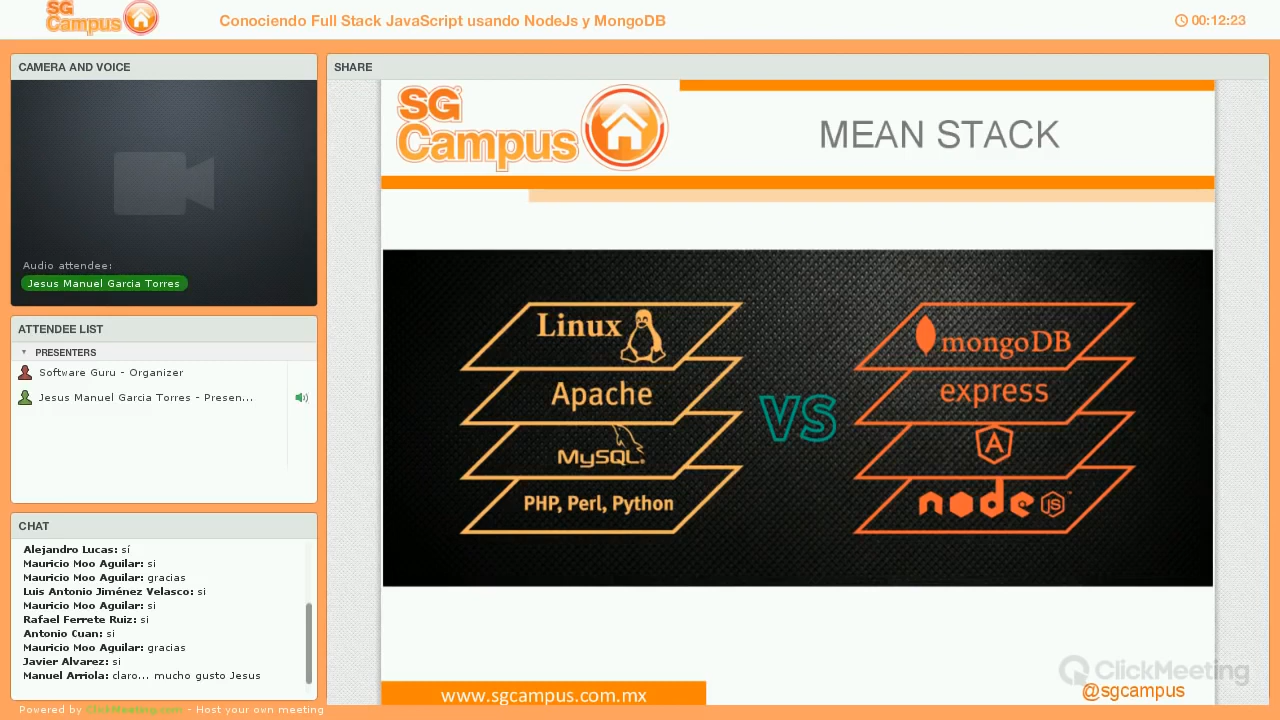 SG
Campus
Conociendo Full Stack JavaScript usando NodeJs y MongoDB
00:12:23
CAMERA AND VOICE
Audio attendee:
Jesus Manuel Garcia Torres
ATTENDEE LIST
PRESENTERS
Software Guru - Organizer
Jesus Manuel Garcia Torres - Presen...
CHAT
Alejandro Lucas: sí
Mauricio Moo Aguilar: si
Mauricio Moo Aguilar: gracias
Luis Antonio Jiménez Velasco: si
Mauricio Moo Aguilar: si
Rafael Ferrete Ruiz: si
Antonio Cuan: si
Mauricio Moo Aguilar: gracias
Javier Alvarez: si
Manuel Arriola: claro... mucho gusto Jesus
Powered by ClickMeeting.com - Host your own meeting
SHARE
SG
Campus
MEAN STACK
Linux
Apache
MySQL.
PHP, Perl, Python
VS
mongoDB
express
A
node JS™
www.sgcampus.com.mx
ClickMeeting
@sgcampus